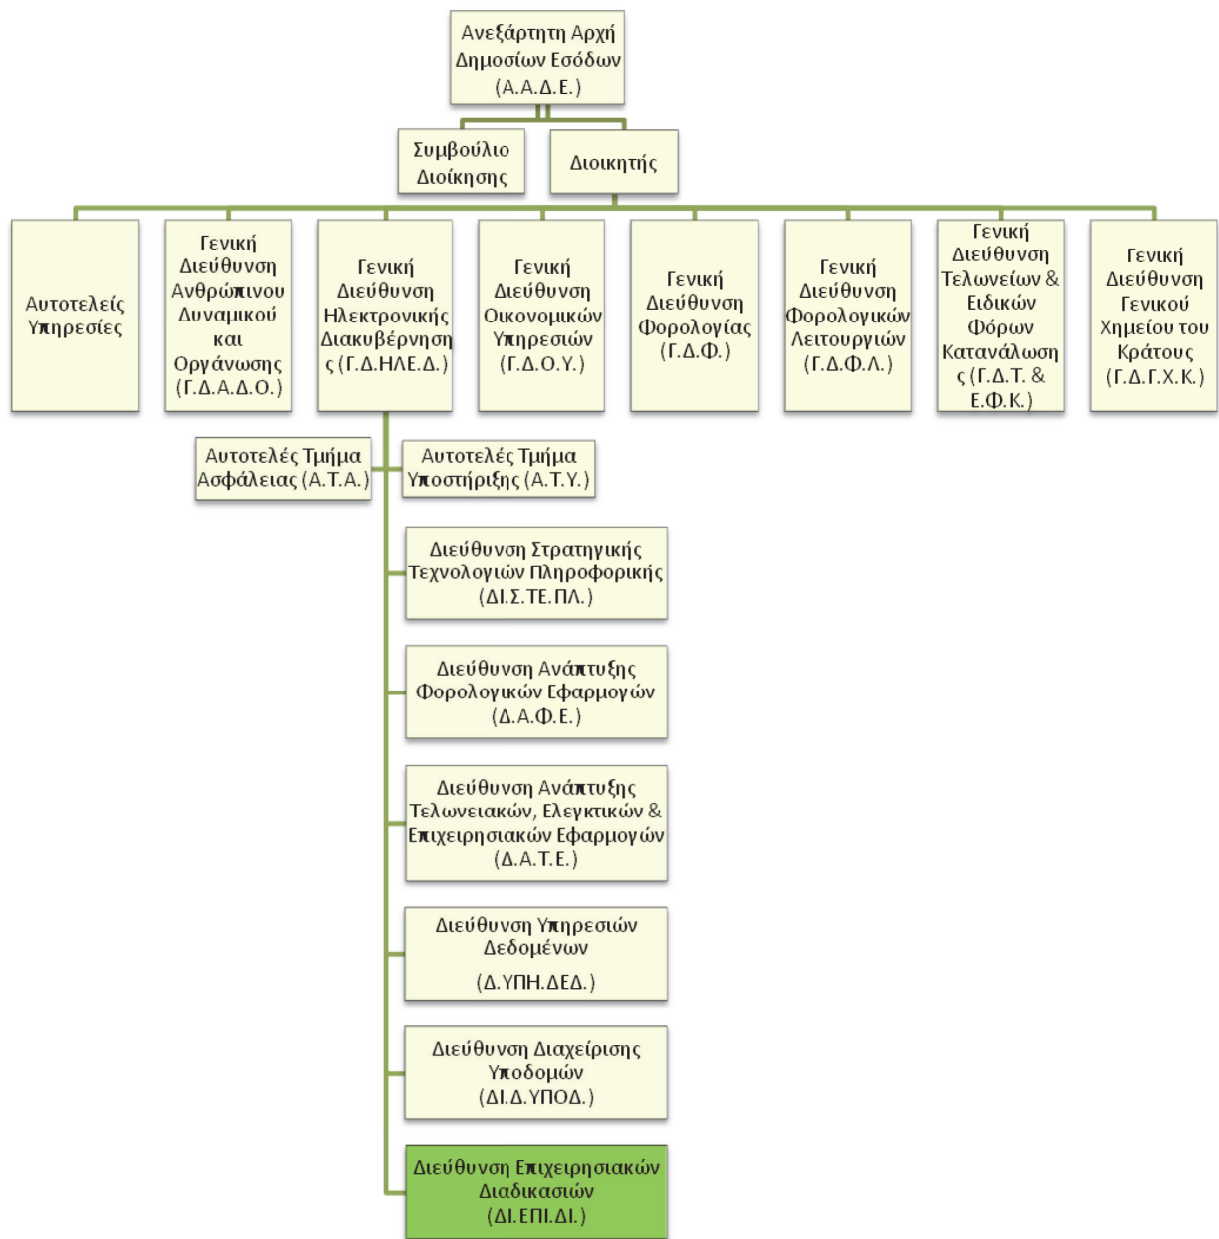 Ανεξάρτητη Αρχή
Δημοσίων Εσόδων
(Α.Α.Δ.Ε.)
Συμβούλιο
Διοίκησης
Διοικητής
Αυτοτελείς
Υπηρεσίες
Γενική
Διεύθυνση
Ανθρώπινου
Δυναμικού
και
Οργάνωσης
(Γ.Δ.Α.Δ.Ο.)
Γενική
Διεύθυνση
Ηλεκτρονικής
Διακυβέρνηση
ς (Γ.Δ.ΗΛΕ.Δ.)
Γενική
Διεύθυνση
Οικονομικών
Υπηρεσιών
(Γ.Δ.Ο.Υ.)
Γενική
Διεύθυνση
Φορολογίας
(Γ.Δ.Φ.)
Γενική
Διεύθυνση
Φορολογικών
Λειτουργιών
(Γ.Δ.Φ.Λ.)
Γενική
Διεύθυνση
Τελωνείων &
Ειδικών
Φόρων
Κατανάλωση
ς (Γ.Δ.Τ. &
Ε.Φ.Κ.)
Γενική
Διεύθυνση
Γενικού
Χημείου του
Κράτους
(Γ.Δ.Γ.Χ.Κ.)
Αυτοτελές Τμήμα
Ασφάλειας (Α.Τ.Α.)
Αυτοτελές Τμήμα
Υποστήριξης (Α.Τ.Υ.)
Διεύθυνση Στρατηγικής
Τεχνολογιών Πληροφορικής
(ΔΙ.Σ.ΤΕ.ΠΛ.)
Διεύθυνση Ανάπτυξης
Φορολογικών Εφαρμογών
(Δ.Α.Φ.Ε.)
Διεύθυνση Ανάπτυξης
Τελωνειακών, Ελεγκτικών &
Επιχειρησιακών Εφαρμογών
(Δ.Α.Τ.Ε.)
Διεύθυνση Υπηρεσιών
Δεδομένων
(Δ.ΥΠΗ.ΔΕΔ.)
Διεύθυνση Διαχείρισης
Υποδομών
(ΔΙ.Δ.ΥΠΟΔ.)
Διεύθυνση Επιχειρησιακών
Διαδικασιών
(ΔΙ.ΕΠΙ.ΔΙ.)